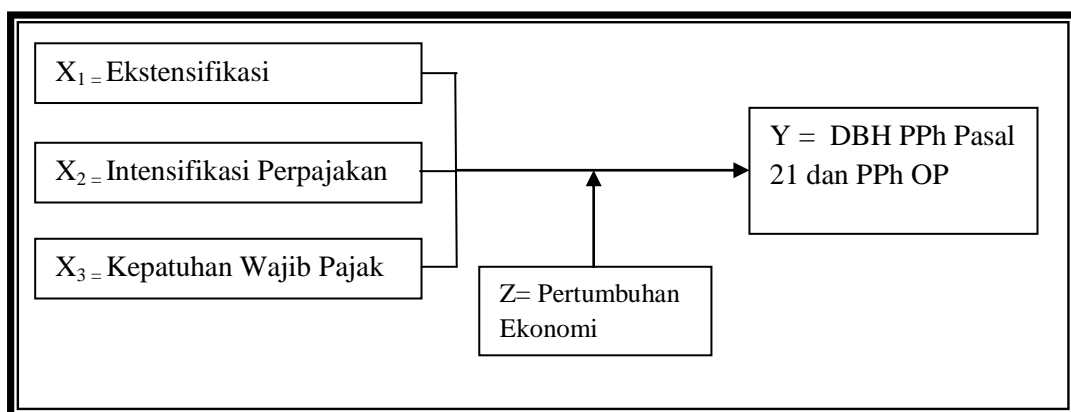 X₁ = Ekstensifikasi
X₂ = Intensifikasi Perpajakan
X₃ = Kepatuhan Wajib Pajak
Y = DBH PPh Pasal
21 dan PPh OP
Z= Pertumbuhan
Ekonomi